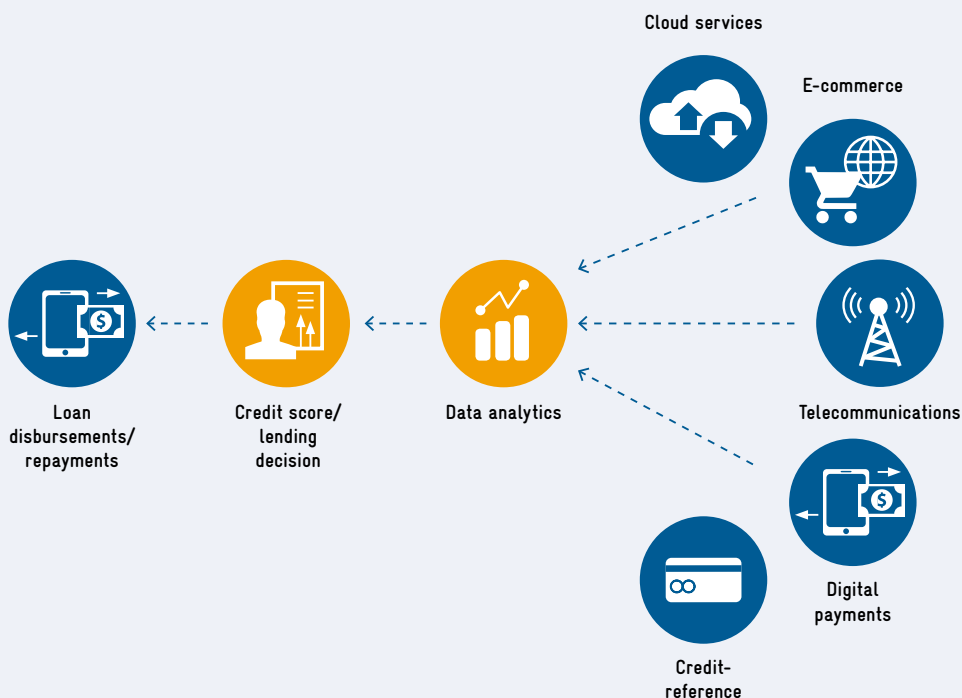 Cloud services
E-commerce
Loan
disbursements/
repayments
Credit score/
lending
decision
Data analytics
Telecommunications
Digital
payments
Credit-
reference